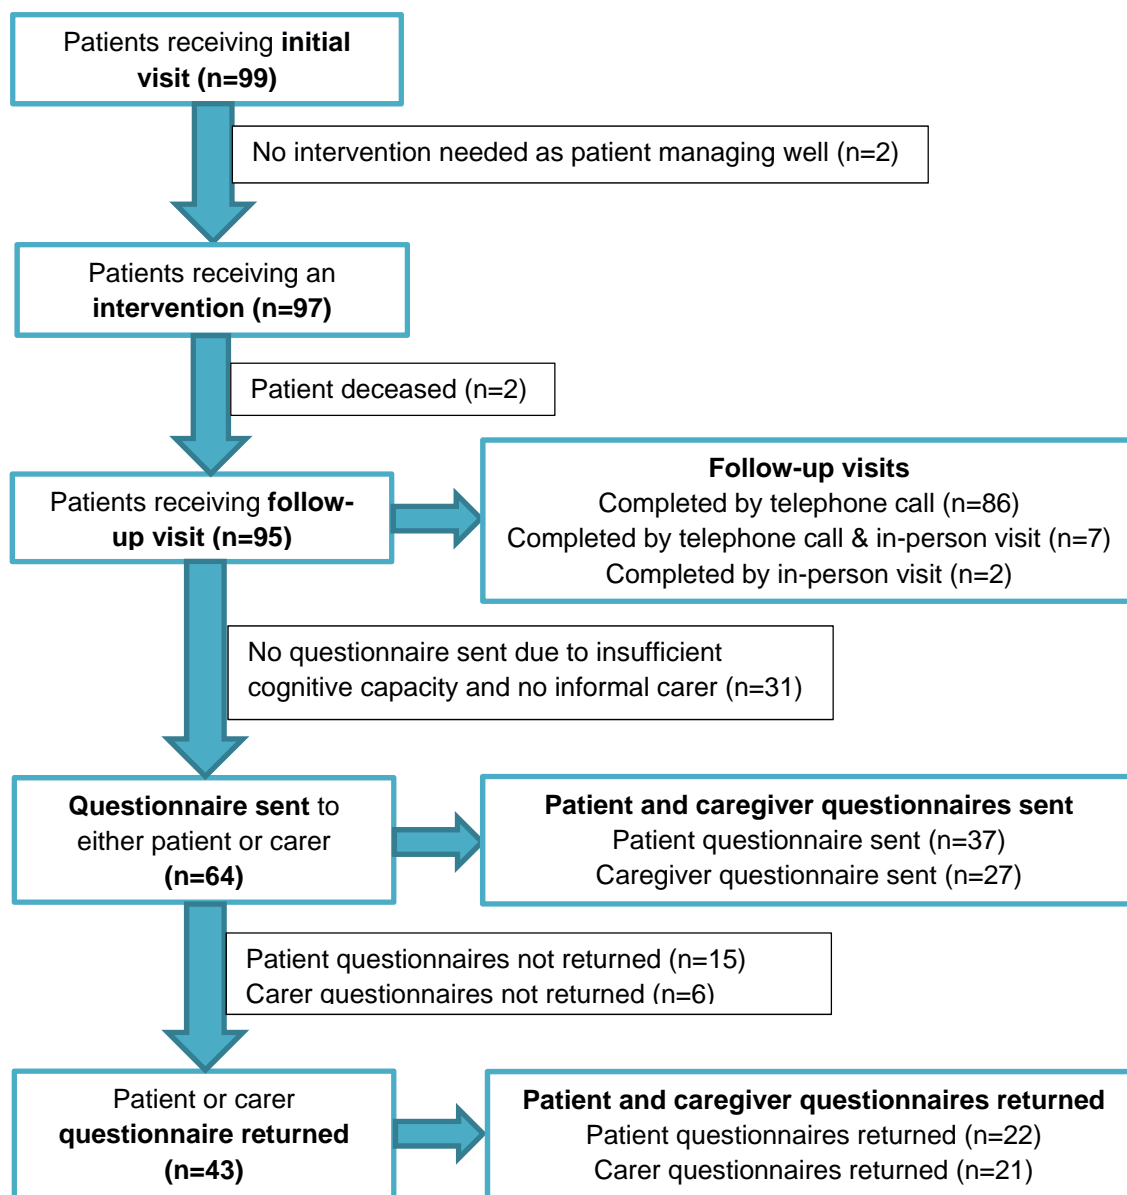 Patients receiving initial
visit (n=99)
No intervention needed as patient managing well (n=2)
Patients receiving an
intervention (n=97)
Patient deceased (n=2)
Patients receiving follow-
up visit (n=95)
Follow-up visits
Completed by telephone call (n=86)
Completed by telephone call & in-person visit (n=7)
Completed by in-person visit (n=2)
No questionnaire sent due to insufficient
cognitive capacity and no informal carer (n=31)
Questionnaire sent to
either patient or carer
(n=64)
Patient and caregiver questionnaires sent
Patient questionnaire sent (n=37)
Caregiver questionnaire sent (n=27)
Patient questionnaires not returned (n=15)
Carer questionnaires not returned (n=6)
Patient or carer
questionnaire returned
(n=43)
Patient and caregiver questionnaires returned
Patient questionnaires returned (n=22)
Carer questionnaires returned (n=21)